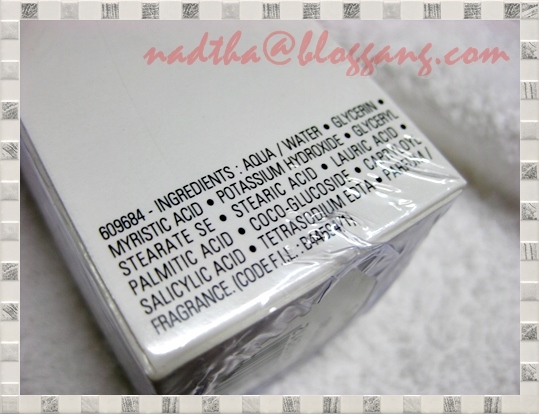 nadtha@bloggang.com
609684 - INGREDIENTS : AQUA / WATER • GLYCERIN •
MYRISTIC ACID • POTASSIUM HYDROXIDE • GLYCERYL
STEARATE SE • STEARIC ACID • LAURIC ACID •
PALMITIC ACID • COCO-GLUCOSIDE •
SALICYLIC ACID • TETRASODIUM EDTA • PARFUM /
FRAGRANCE. (CODE F.I.L. :